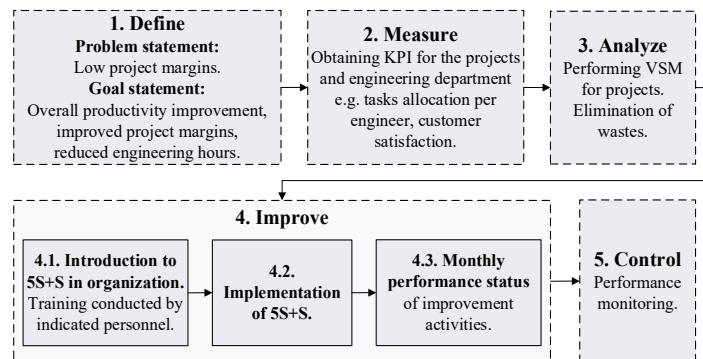 1. Define
Problem statement:
Low project margins.
Goal statement:
Overall productivity improvement,
improved project margins,
reduced engineering hours.
2. Measure
Obtaining KPI for the projects
and engineering department
e.g. tasks allocation per
engineer, customer
satisfaction.
3. Analyze
Performing VSM
for projects.
Elimination of
wastes.
4. Improve
4.1. Introduction to
5S+S in organization.
Training conducted by
indicated personnel.
4.2.
Implementation
of 5S+S.
4.3. Monthly
performance status
of improvement
activities.
5. Control
Performance
monitoring.